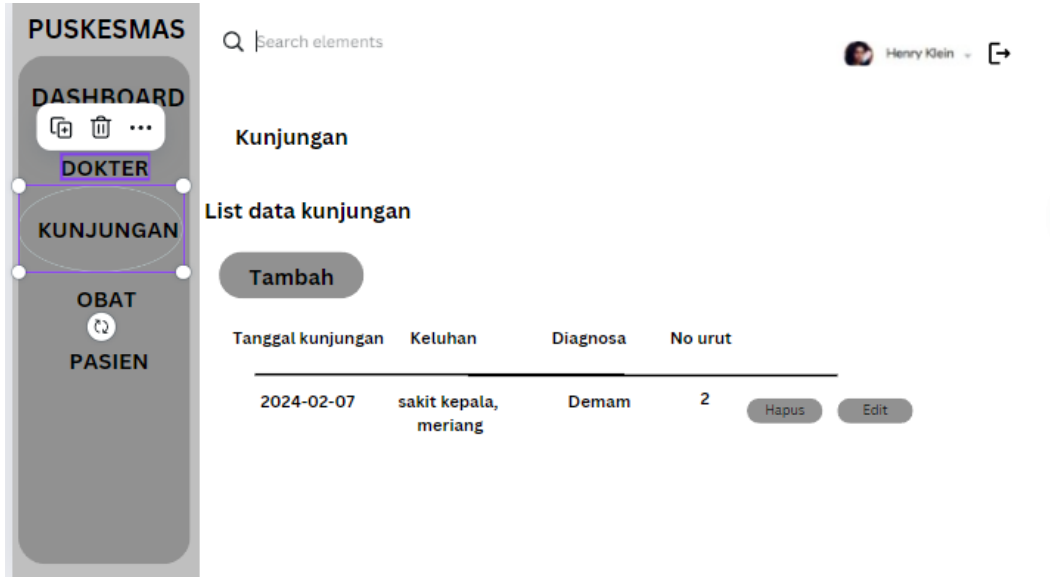 PUSKESMAS
Search elements
Henry Klein
DASHBOARD
DOKTER
KUNJUNGAN
OBAT
PASIEN
Kunjungan
List data kunjungan
Tambah
Tanggal kunjungan Keluhan Diagnosa No urut
2024-02-07 sakit kepala, Demam 2 Hapus Edit
meriang